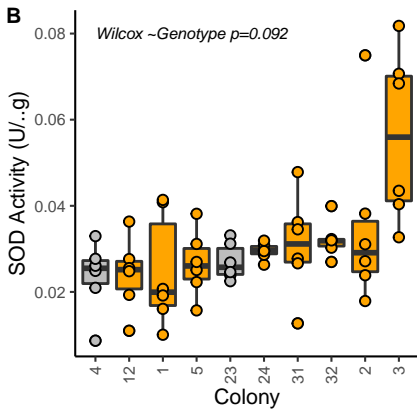 B
Wilcox ~Genotype p=0.092
SOD Activity (U/..g)
0.08
0.06
0.04
0.02
4 12 1 5 23 24 31 32 2 3
Colony